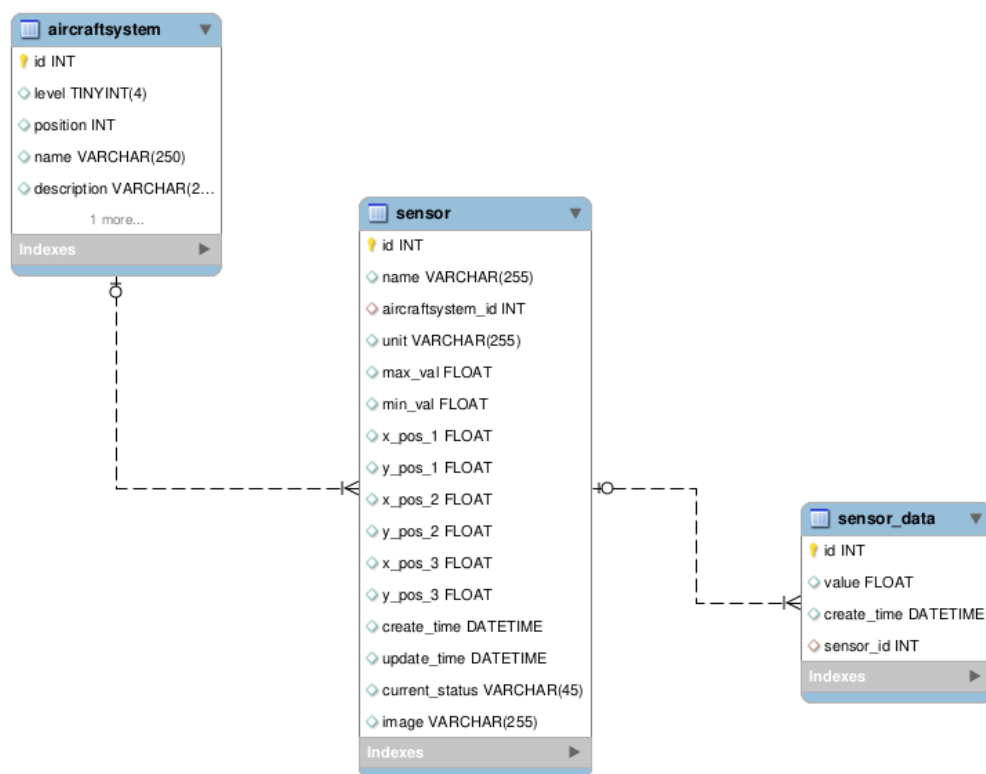 aircraftsystem
id INT
level TINYINT(4)
position INT
name VARCHAR(250)
description VARCHAR(2...
1 more...
Indexes
sensor
id INT
name VARCHAR(255)
aircraftsystem_id INT
unit VARCHAR(255)
max_val FLOAT
min_val FLOAT
x_pos_1 FLOAT
y_pos_1 FLOAT
x_pos_2 FLOAT
y_pos_2 FLOAT
x_pos_3 FLOAT
y_pos_3 FLOAT
create_time DATETIME
update_time DATETIME
current_status VARCHAR(45)
image VARCHAR(255)
Indexes
sensor_data
id INT
value FLOAT
create_time DATETIME
sensor_id INT
Indexes